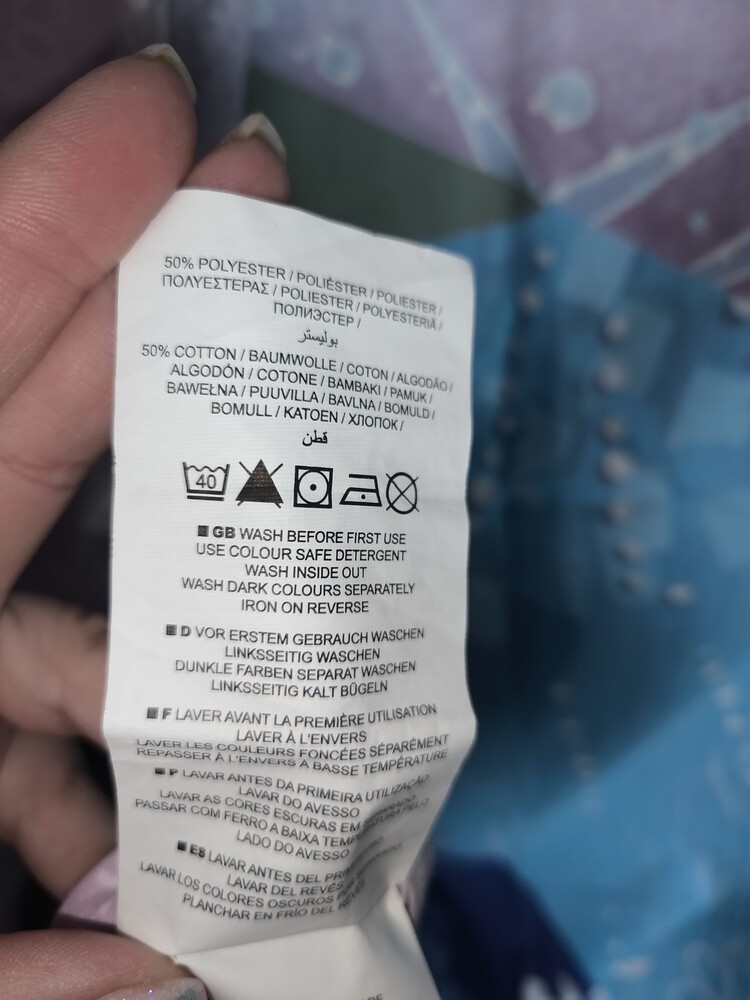 50% POLYESTER / POLIÉSTER / POLIESTER /
ΠΟΛΥΕΣΤΕΡΑΣ / POLIESTER / POLYESTERIÄ /
ПОЛИЭСТЕР /
بوليستر
50% COTTON / BAUMWOLLE / COTON / ALGODÃO /
ALGODÓN / COTONE / BAMBAKI / PAMUK /
BAWEŁNA / PUUVILLA / BAVLNA / BOMULD /
BOMULL / KATOEN / ХЛОПОК /
قطن
40
GB WASH BEFORE FIRST USE
USE COLOUR SAFE DETERGENT
WASH INSIDE OUT
WASH DARK COLOURS SEPARATELY
IRON ON REVERSE
D VOR ERSTEM GEBRAUCH WASCHEN
LINKSSEITIG WASCHEN
DUNKLE FARBEN SEPARAT WASCHEN
LINKSSEITIG KALT BÜGELN
F LAVER AVANT LA PREMIÈRE UTILISATION
LAVER À L'ENVERS
LAVER LES COULEURS FONCÉES SÉPARÉMENT
REPASSER À L'ENVERS À BASSE TEMPÉRATURE
P LAVAR ANTES DA PRIMEIRA UTILIZAÇÃO
LAVAR DO AVESSO
LAVAR AS CORES ESCURAS EM SEPARADO
PASSAR COM FERRO A BAIXA TEMPERATURA PELO
LADO DO AVESSO
ES LAVAR ANTES DEL
LAVAR DEL REVÉS
LAVAR LOS COLORES OSCUROS
PLANCHAR EN FRÍO DEL REVÉS